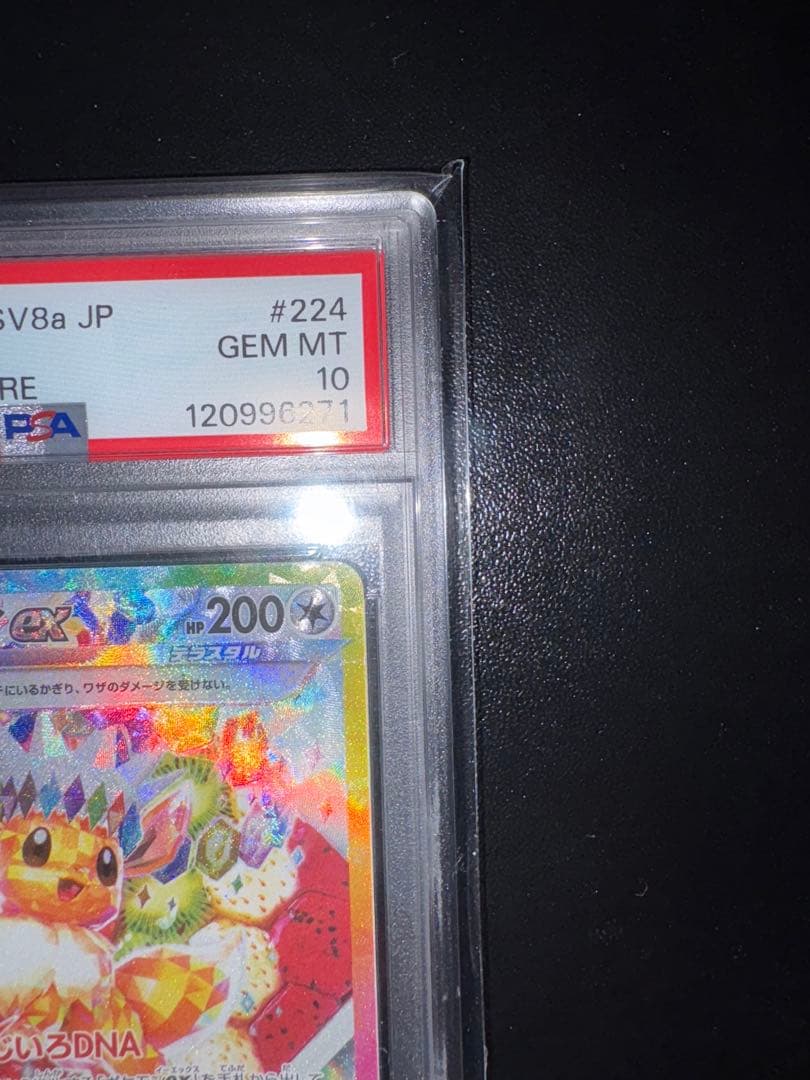 SV8a JP #224
GEM MT
RE 10
PSA 120996271
ex HP 200
テラスタル
にいるかぎり、ワザのダメージを受けない。
じいろDNA